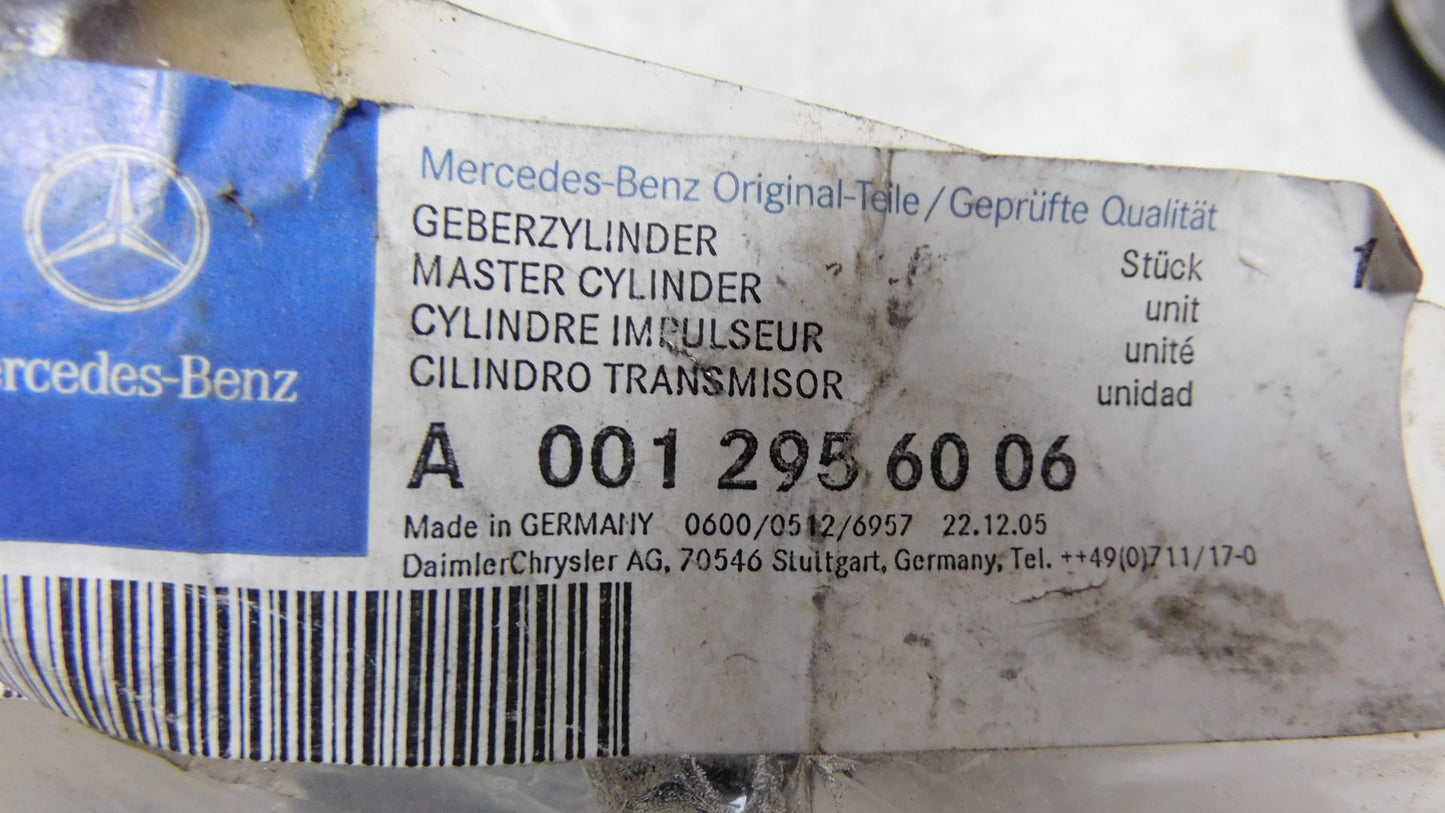 Mercedes-Benz Original-Teile/Geprüfte Qualität
GEBERZYLINDER Stück 1
MASTER CYLINDER unit
CYLINDRE IMPULSEUR unité
CILINDRO TRANSMISOR unidad
ercedes-Benz
A 001 295 60 06
Made in GERMANY 0600/0512/6957 22.12.05
DaimlerChrysler AG, 70546 Stuttgart, Germany, Tel. ++49(0)711/17-0